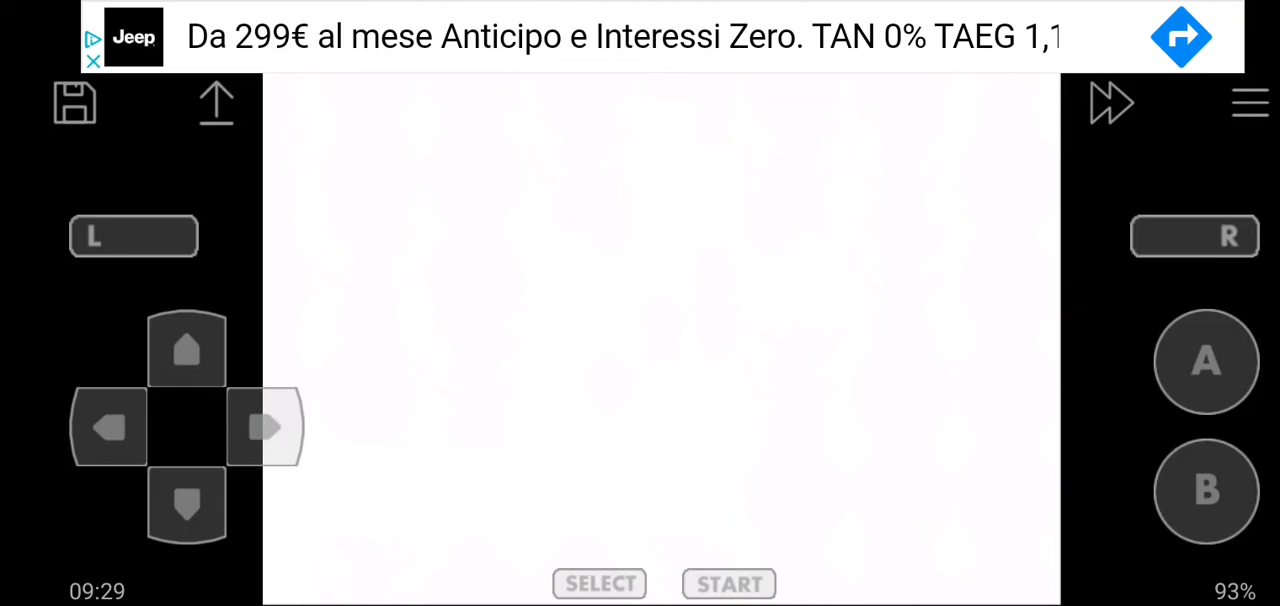 Jeep
Da 299€ al mese Anticipo e Interessi Zero. TAN 0% TAEG 1,1
L
R
A
B
SELECT
START
09:29
93%